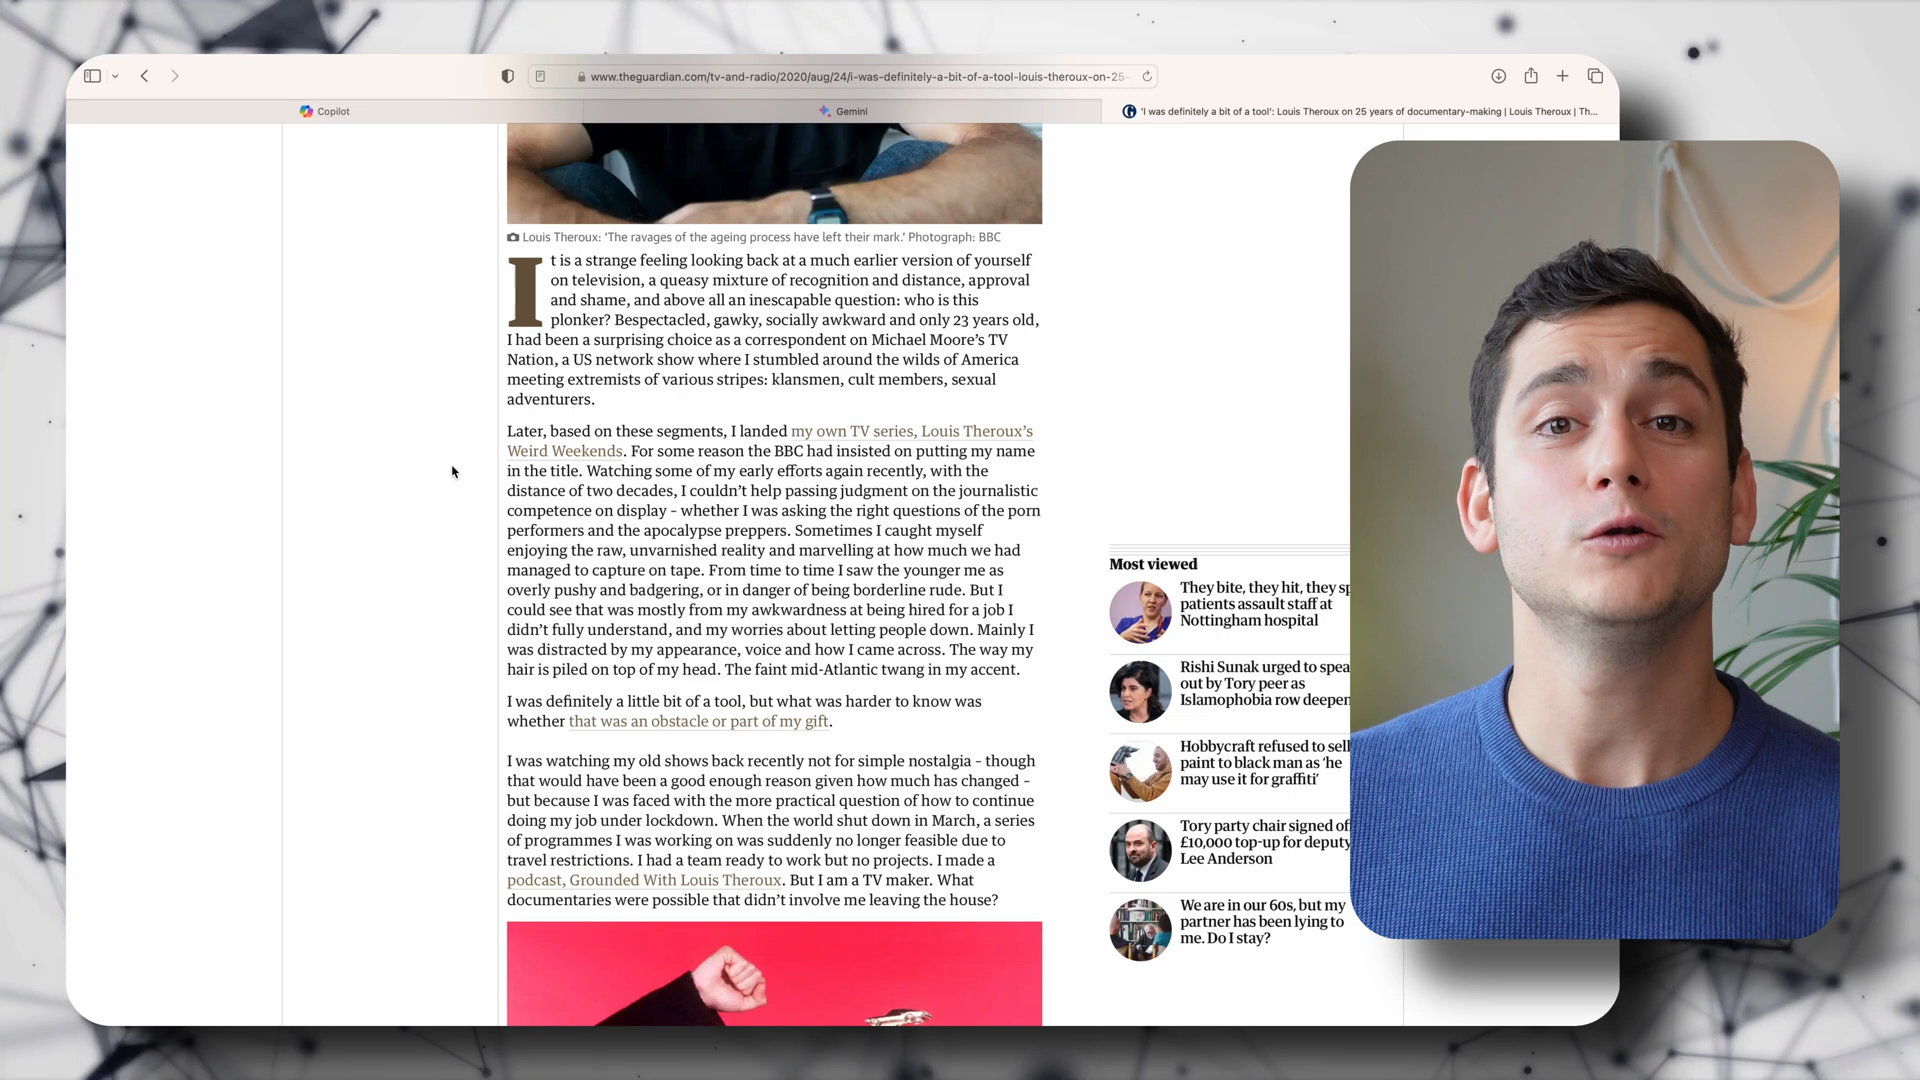 www.theguardian.com/tv-and-radio/2020/aug/24/i-was-definitely-a-bit-of-a-tool-louis-theroux-on-25-
Copilot
Gemini
'I was definitely a bit of a tool': Louis Theroux on 25 years of documentary-making | Louis Theroux | Th...
Louis Theroux: 'The ravages of the ageing process have left their mark.' Photograph: BBC
It is a strange feeling looking back at a much earlier version of yourself
on television, a queasy mixture of recognition and distance, approval
and shame, and above all an inescapable question: who is this
plonker? Bespectacled, gawky, socially awkward and only 23 years old,
I had been a surprising choice as a correspondent on Michael Moore's TV
Nation, a US network show where I stumbled around the wilds of America
meeting extremists of various stripes: klansmen, cult members, sexual
adventurers.
Later, based on these segments, I landed my own TV series, Louis Theroux's
Weird Weekends. For some reason the BBC had insisted on putting my name
in the title. Watching some of my early efforts again recently, with the
distance of two decades, I couldn't help passing judgment on the journalistic
competence on display – whether I was asking the right questions of the porn
performers and the apocalypse preppers. Sometimes I caught myself
enjoying the raw, unvarnished reality and marvelling at how much we had
managed to capture on tape. From time to time I saw the younger me as
overly pushy and badgering, or in danger of being borderline rude. But I
could see that was mostly from my awkwardness at being hired for a job I
didn't fully understand, and my worries about letting people down. Mainly I
was distracted by my appearance, voice and how I came across. The way my
hair is piled on top of my head. The faint mid-Atlantic twang in my accent.
I was definitely a little bit of a tool, but what was harder to know was
whether that was an obstacle or part of my gift.
I was watching my old shows back recently not for simple nostalgia – though
that would have been a good enough reason given how much has changed –
but because I was faced with the more practical question of how to continue
doing my job under lockdown. When the world shut down in March, a series
of programmes I was working on was suddenly no longer feasible due to
travel restrictions. I had a team ready to work but no projects. I made a
podcast, Grounded With Louis Theroux. But I am a TV maker. What
documentaries were possible that didn't involve me leaving the house?
Most viewed
They bite, they hit, they sp
patients assault staff at
Nottingham hospital
Rishi Sunak urged to spea
out by Tory peer as
Islamophobia row deepen
Hobbycraft refused to sell
paint to black man as 'he
may use it for graffiti'
Tory party chair signed of
£10,000 top-up for deputy
Lee Anderson
We are in our 60s, but my
partner has been lying to
me. Do I stay?